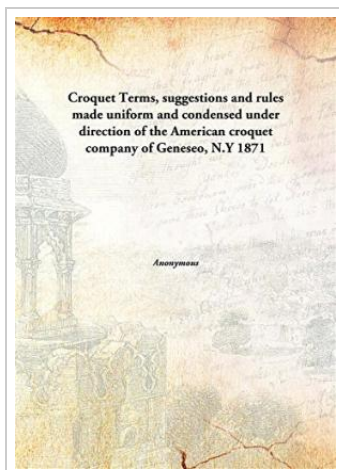 Croquet Terms, suggestions and rules
made uniform and condensed under
direction of the American croquet
company of Geneseo, N.Y 1871
Anonymous